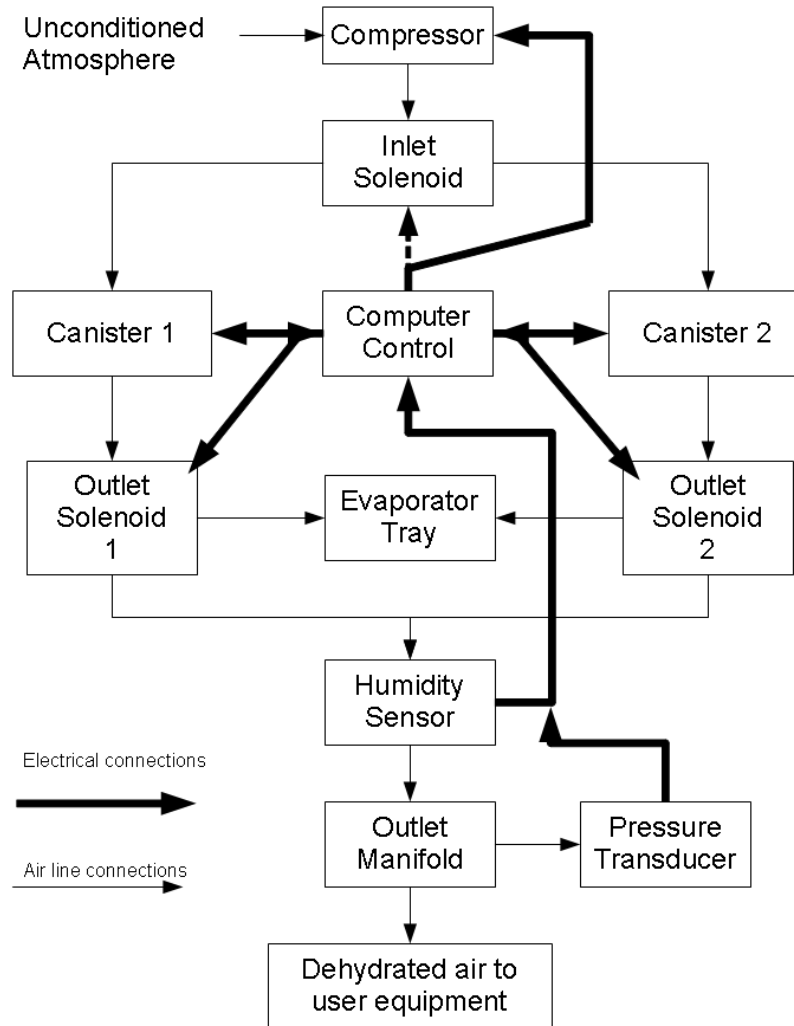 Unconditioned
Atmosphere
Compressor
Inlet
Solenoid
Canister 1
Computer
Control
Canister 2
Outlet
Solenoid
1
Evaporator
Tray
Outlet
Solenoid
2
Humidity
Sensor
Electrical connections
Outlet
Manifold
Pressure
Transducer
Air line connections
Dehydrated air to
user equipment